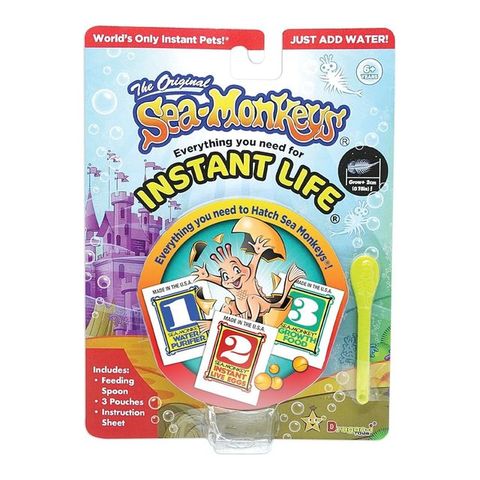 World's Only Instant Pets!®
JUST ADD WATER!
6+
YEARS
The Original
Sea-Monkeys®
Everything you need for
INSTANT LIFE®
Everything you need to Hatch Sea Monkeys®!
MADE IN THE U.S.A.
1
SEA-MONKEY
WATER
PURIFIER
MADE IN THE U.S.A.
2
SEA-MONKEY
INSTANT
LIVE EGGS
MADE IN THE U.S.A.
3
SEA-MONKEY
GROWTH
FOOD
Includes:
• Feeding
Spoon
• 3 Pouches
• Instruction
Sheet